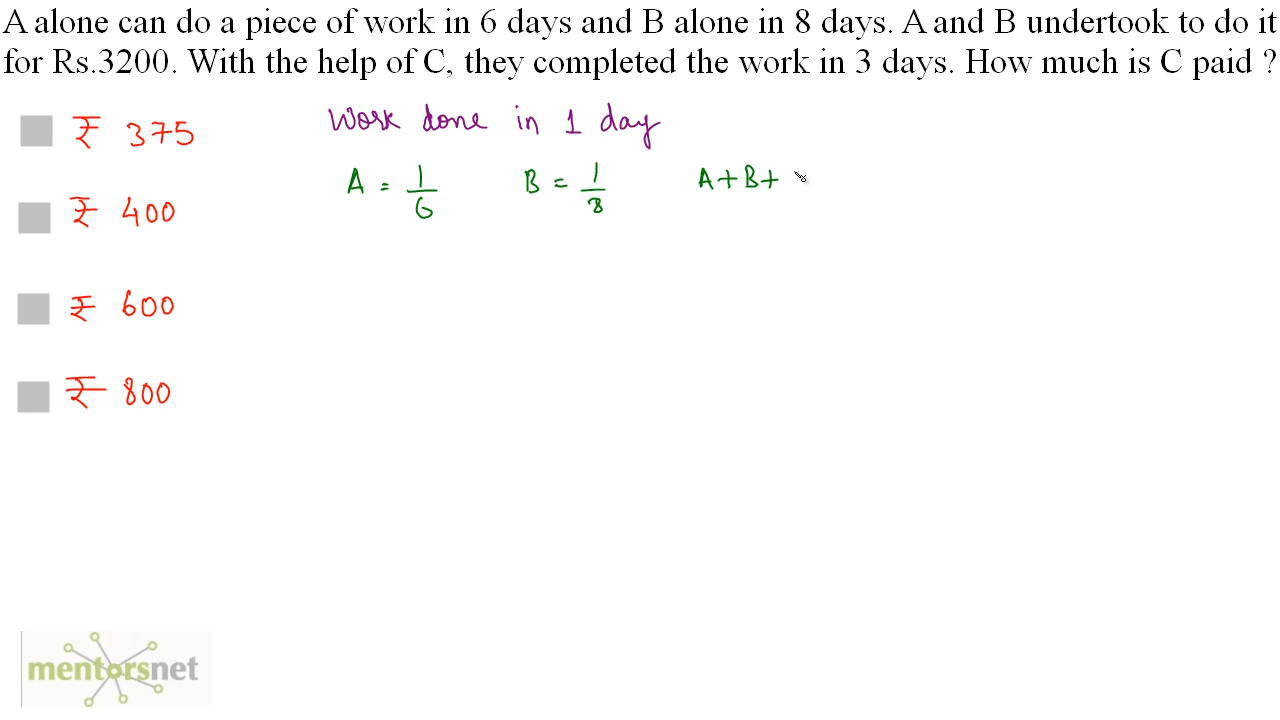 A alone can do a piece of work in 6 days and B alone in 8 days. A and B undertook to do it
for Rs.3200. With the help of C, they completed the work in 3 days. How much is C paid ?
₹ 375
Work done in 1 day
A = 1/6 B = 1/8 A+B+
₹ 400
₹ 600
₹ 800
mentorsnet